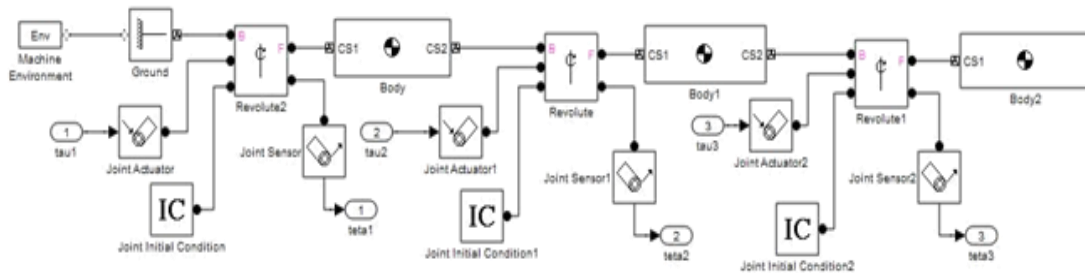 Env
Machine
Environment
Ground
B
F
Revolute2
CS1
CS2
Body
B
F
Revolute
CS1
CS2
Body1
B
F
Revolute1
CS1
Body2
1
tau1
Joint Actuator
Joint Sensor
2
tau2
Joint Actuator1
Joint Sensor1
3
tau3
Joint Actuator2
Joint Sensor2
IC
Joint Initial Condition
1
teta1
IC
Joint Initial Condition1
2
teta2
IC
Joint Initial Condition2
3
teta3